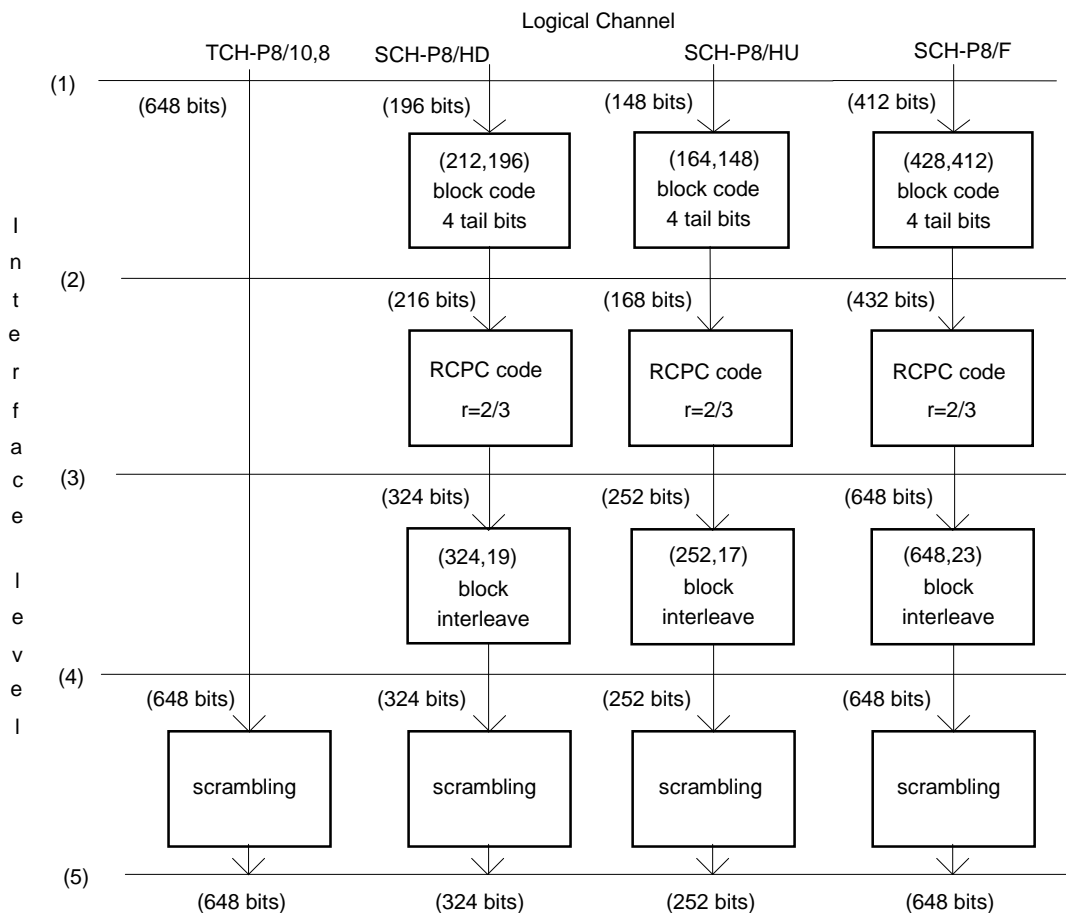 Logical Channel
TCH-P8/10,8 SCH-P8/HD SCH-P8/HU SCH-P8/F
(1)
(648 bits) (196 bits) (148 bits) (412 bits)
(212,196) (164,148) (428,412)
block code block code block code
4 tail bits 4 tail bits 4 tail bits
Interface level
(2)
(216 bits) (168 bits) (432 bits)
RCPC code RCPC code RCPC code
r=2/3 r=2/3 r=2/3
(3)
(324 bits) (252 bits) (648 bits)
(324,19) (252,17) (648,23)
block block block
interleave interleave interleave
(4)
(648 bits) (324 bits) (252 bits) (648 bits)
scrambling scrambling scrambling scrambling
(5)
(648 bits) (324 bits) (252 bits) (648 bits)